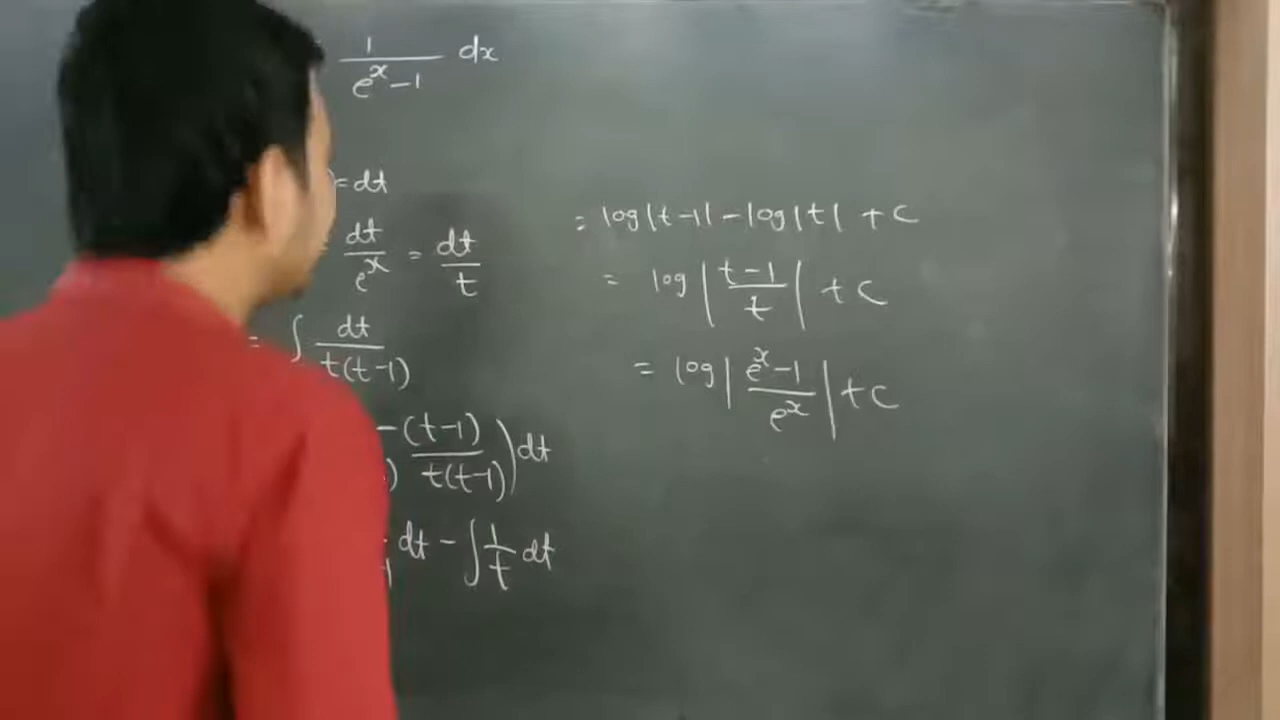 1/(e^x-1) dx
)=dt
dt/e^x = dt/t
= ∫ dt/(t(t-1))
-(t-1)/(t(t-1))) dt
dt - ∫ 1/t dt
= log|t-1| - log|t| + c
= log |(t-1)/t| + c
= log |(e^x-1)/e^x| + c